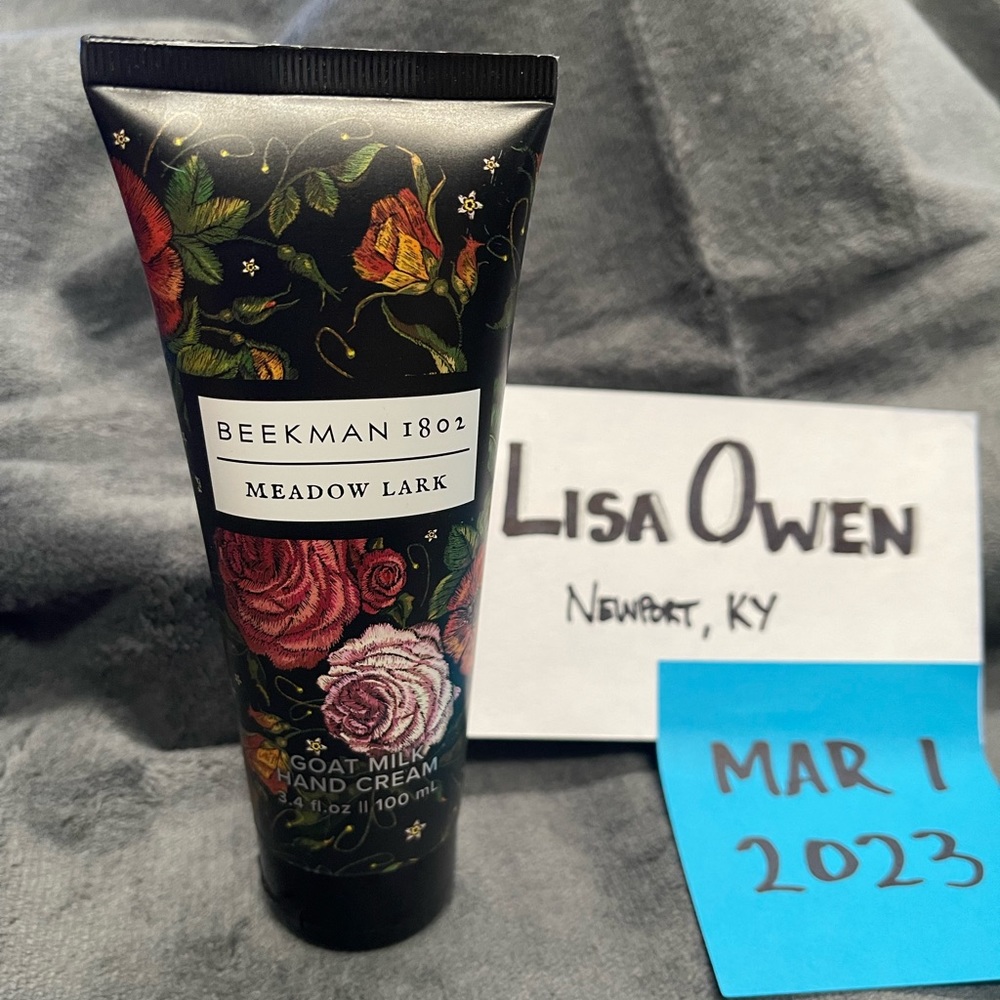 BEEKMAN 1802
MEADOW LARK
GOAT MILK
HAND CREAM
3.4 fl.oz || 100 mL
LISA OWEN
NEWPORT, KY
MAR 1
2023